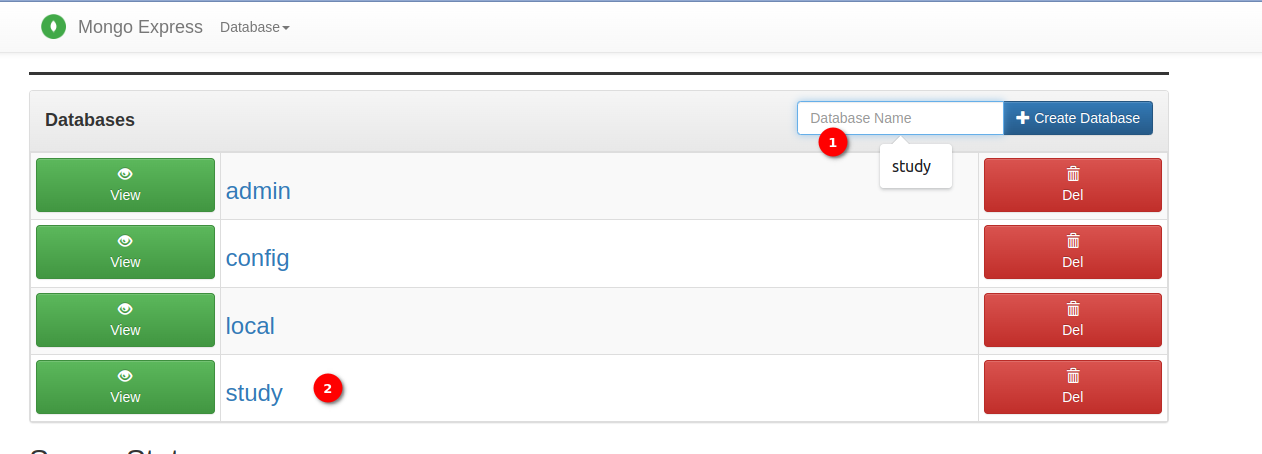 Mongo Express Database
Databases
Database Name
Create Database
1
study
View
admin
Del
View
config
Del
View
local
Del
View
study
2
Del